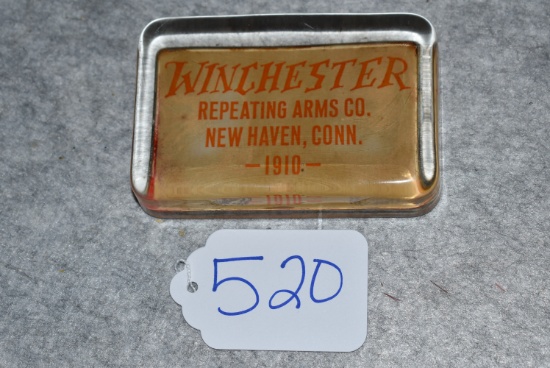 WINCHESTER
REPEATING ARMS CO.
NEW HAVEN, CONN.
—1910—
520